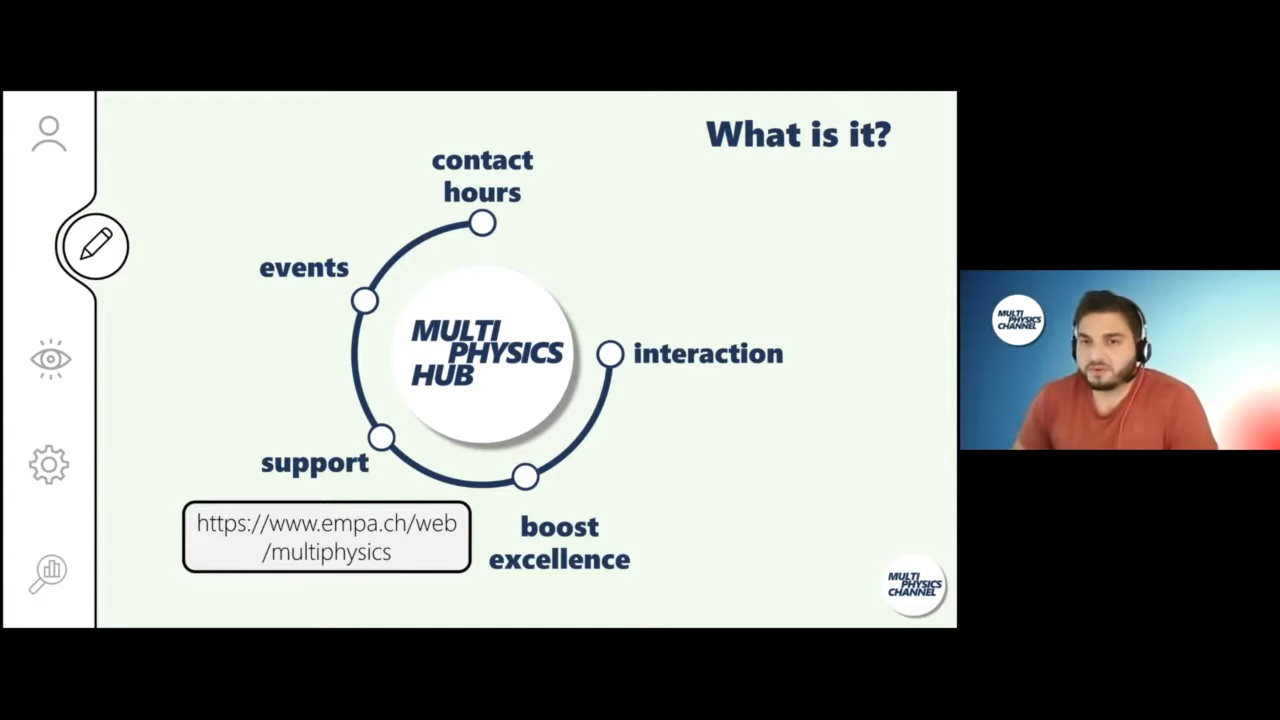 What is it?
contact
hours
events
MULTI
PHYSICS
HUB
interaction
support
https://www.empa.ch/web
/multiphysics
boost
excellence
MULTI
PHYSICS
CHANNEL
MULTI
PHYSICS
CHANNEL